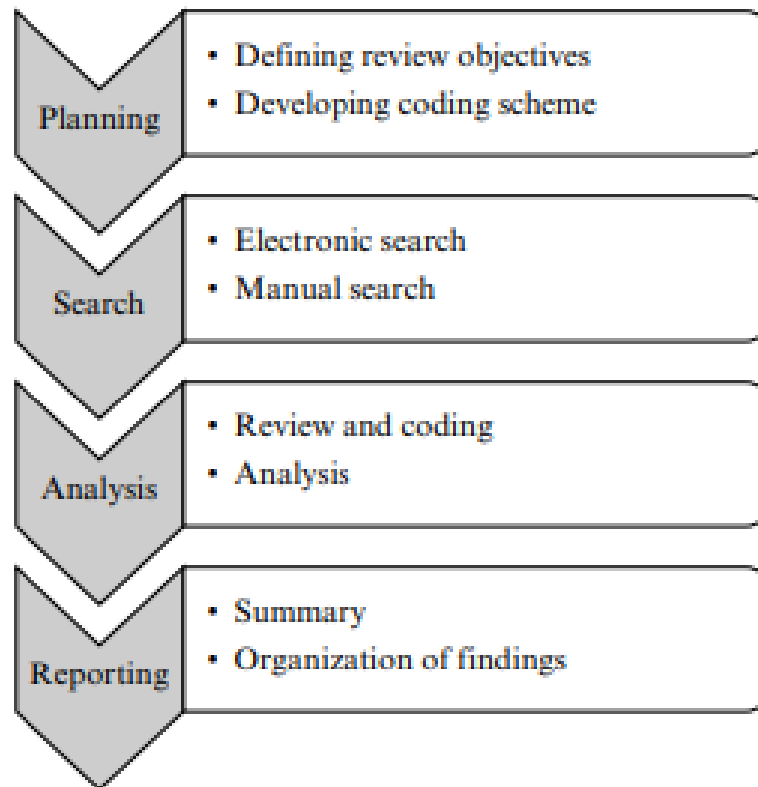 Planning
• Defining review objectives
• Developing coding scheme
Search
• Electronic search
• Manual search
Analysis
• Review and coding
• Analysis
Reporting
• Summary
• Organization of findings